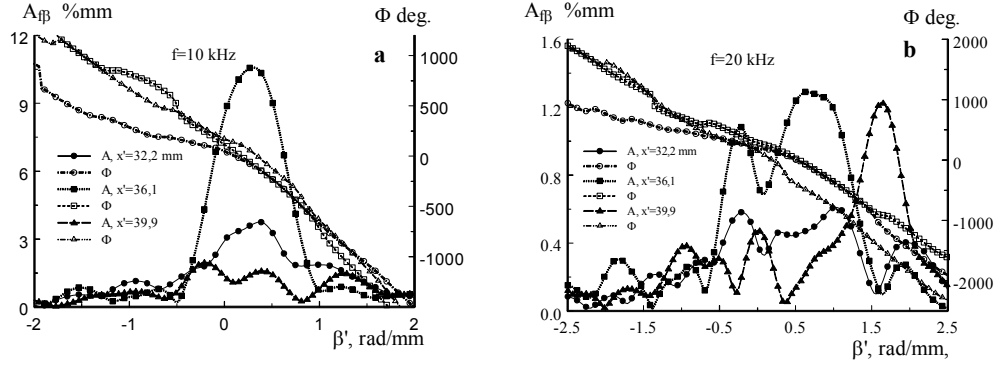 A_fβ %mm
Φ deg.
12
9
6
3
0
1000
500
0
-500
-1000
a
f=10 kHz
A, x'=32,2 mm
Φ
A, x'=36,1
Φ
A, x'=39,9
Φ
-2 -1 0 1 2
β', rad/mm
A_fβ %mm
Φ deg.
1.6
1.2
0.8
0.4
0.0
2000
1000
0
-1000
-2000
b
f=20 kHz
A, x'=32,2 mm
Φ
A, x'=36,1
Φ
A, x'=39,9
Φ
-2.5 -1.5 -0.5 0.5 1.5 2.5
β', rad/mm,